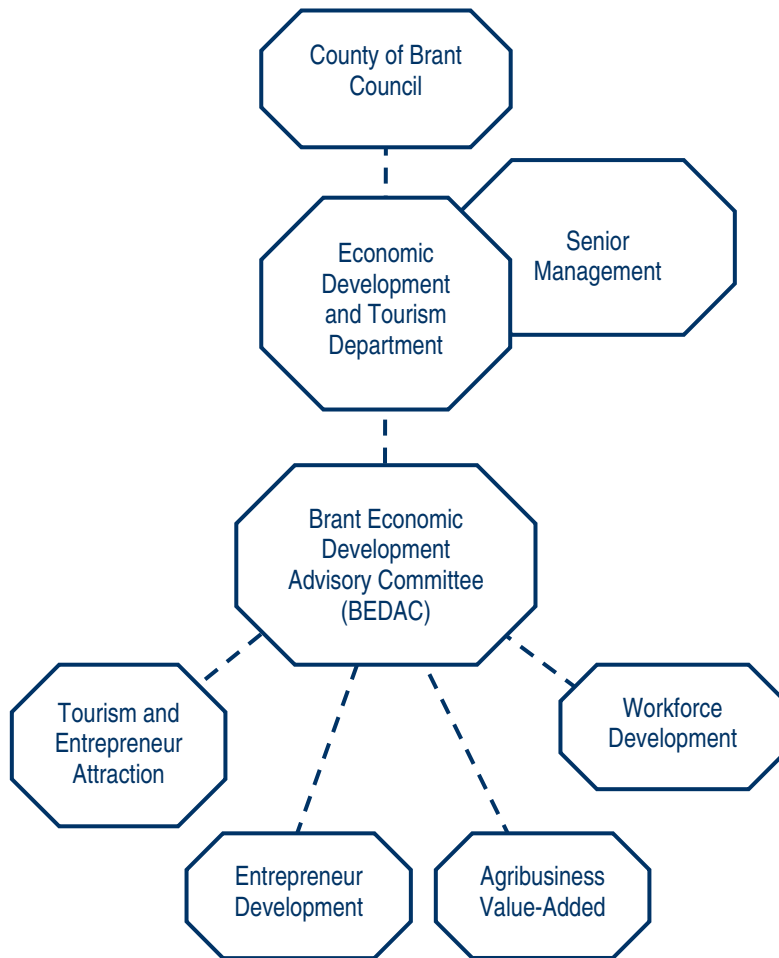 County of Brant
Council
Economic
Development
and Tourism
Department
Senior
Management
Brant Economic
Development
Advisory Committee
(BEDAC)
Tourism and
Entrepreneur
Attraction
Workforce
Development
Entrepreneur
Development
Agribusiness
Value-Added